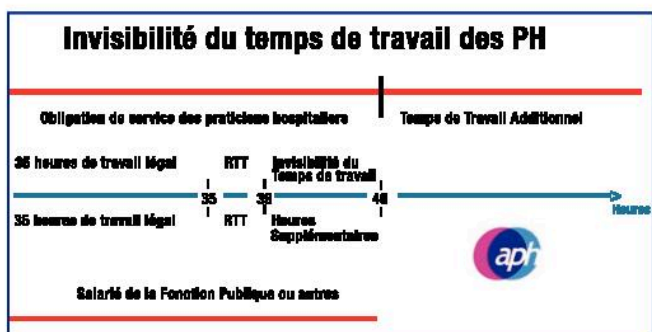 Invisibilité du temps de travail des PH
Obligation de service des praticiens hospitaliers Temps de Travail Additionnel
35 heures de travail légal RTT Invisibilité du
Temps de travail
35 39 48
Heures
35 heures de travail légal RTT Heures
Supplémentaires
aph
Salarié de la Fonction Publique ou autres